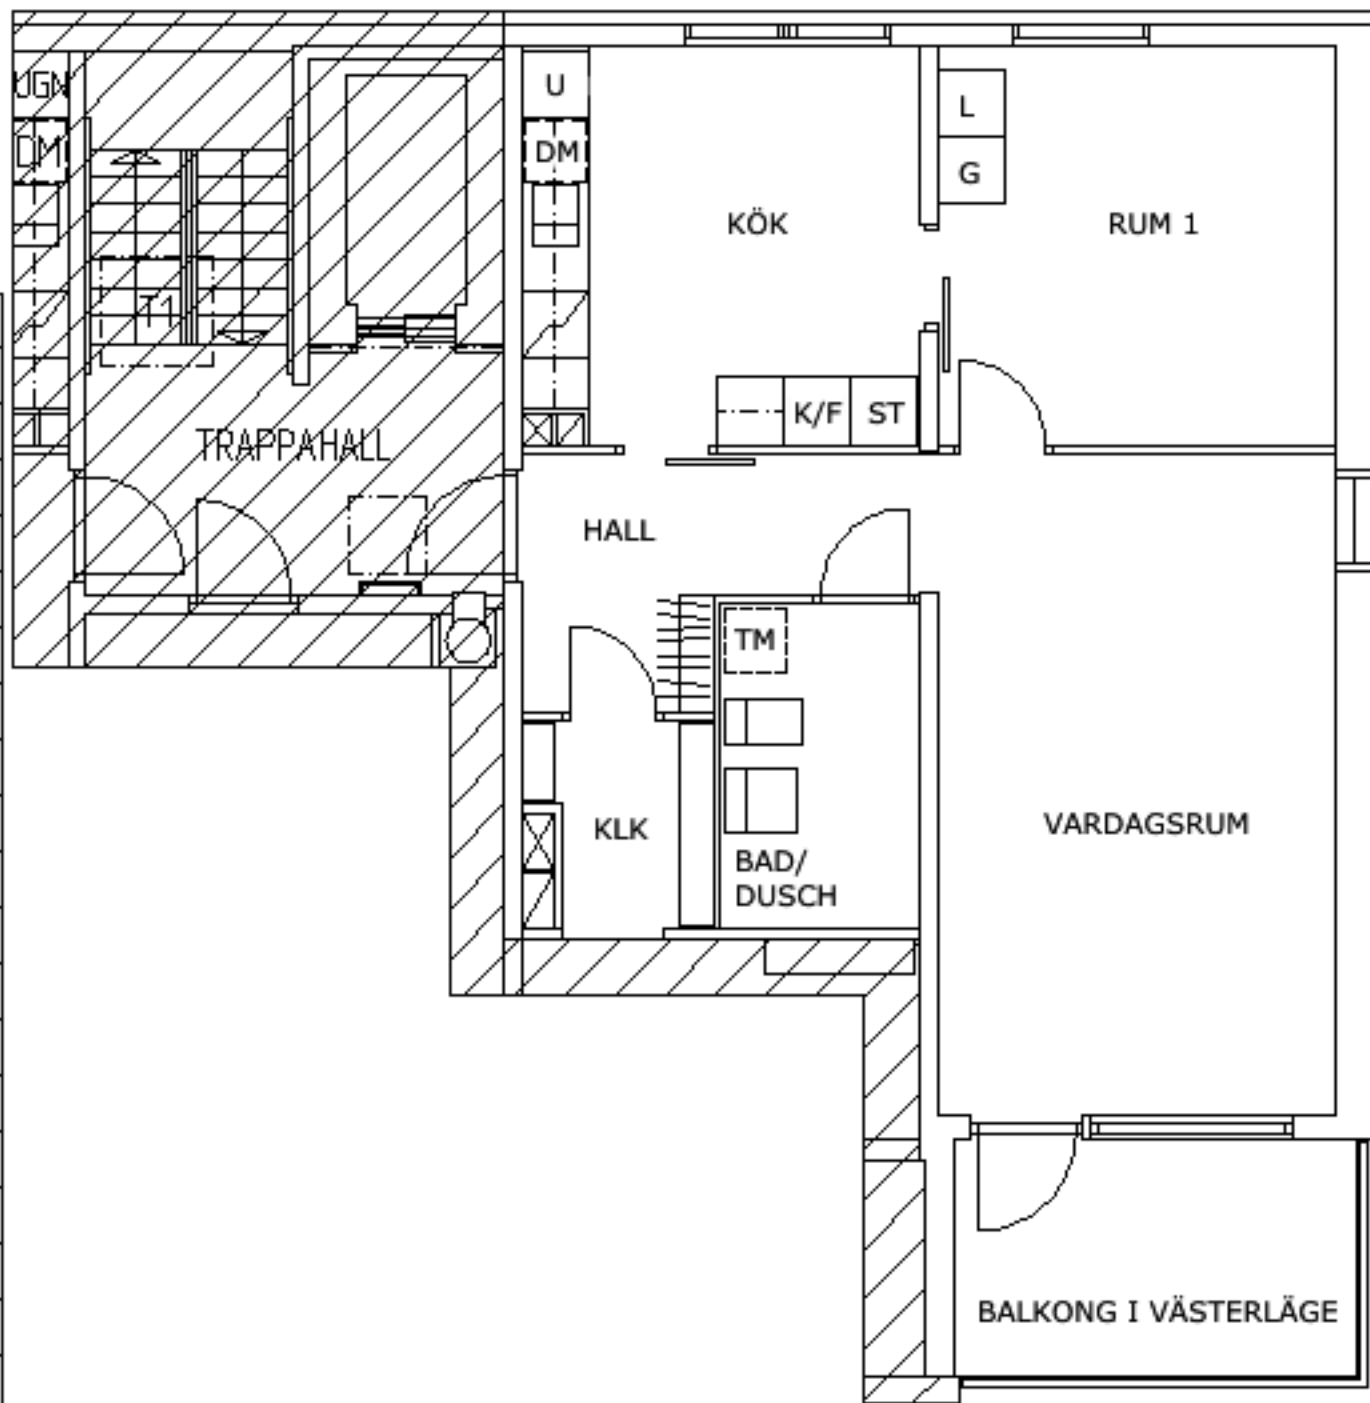 UGN
U
DM
DM
L
G
KÖK
RUM 1
T1
K/F
ST
TRAPPAHALL
HALL
TM
KLK
VARDAGSRUM
BAD/
DUSCH
BALKONG I VÄSTERLÄGE